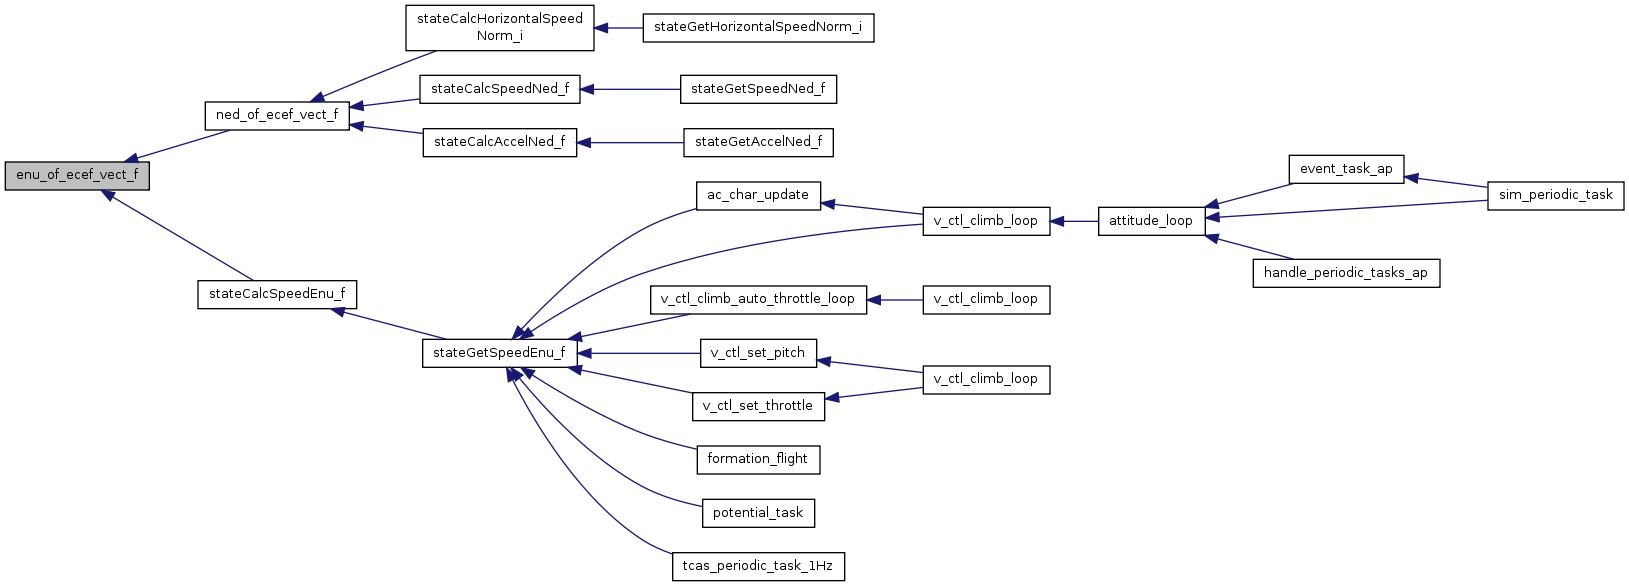 enu_of_ecef_vect_f
ned_of_ecef_vect_f
stateCalcHorizontalSpeed
Norm_i
stateGetHorizontalSpeedNorm_i
stateCalcSpeedNed_f
stateGetSpeedNed_f
stateCalcAccelNed_f
stateGetAccelNed_f
stateCalcSpeedEnu_f
stateGetSpeedEnu_f
ac_char_update
v_ctl_climb_loop
attitude_loop
event_task_ap
sim_periodic_task
handle_periodic_tasks_ap
v_ctl_climb_auto_throttle_loop
v_ctl_climb_loop
v_ctl_set_pitch
v_ctl_climb_loop
v_ctl_set_throttle
formation_flight
potential_task
tcas_periodic_task_1Hz